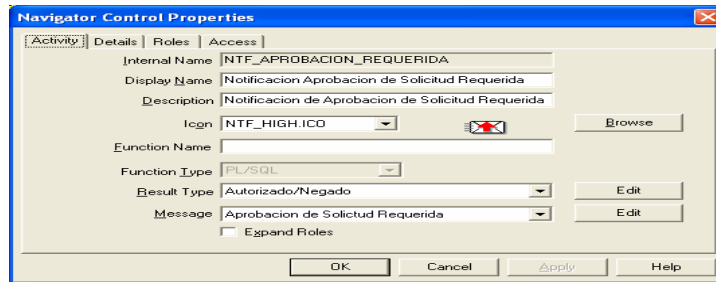 Navigator Control Properties
Activity Details Roles Access
Internal Name NTF_APROBACION_REQUERIDA
Display Name Notificacion Aprobacion de Solicitud Requerida
Description Notificacion de Aprobacion de Solicitud Requerida
Icon NTF_HIGH.ICO Browse
Function Name
Function Type PL/SQL
Result Type Autorizado/Negado Edit
Message Aprobacion de Solictud Requerida Edit
Expand Roles
OK Cancel Apply Help